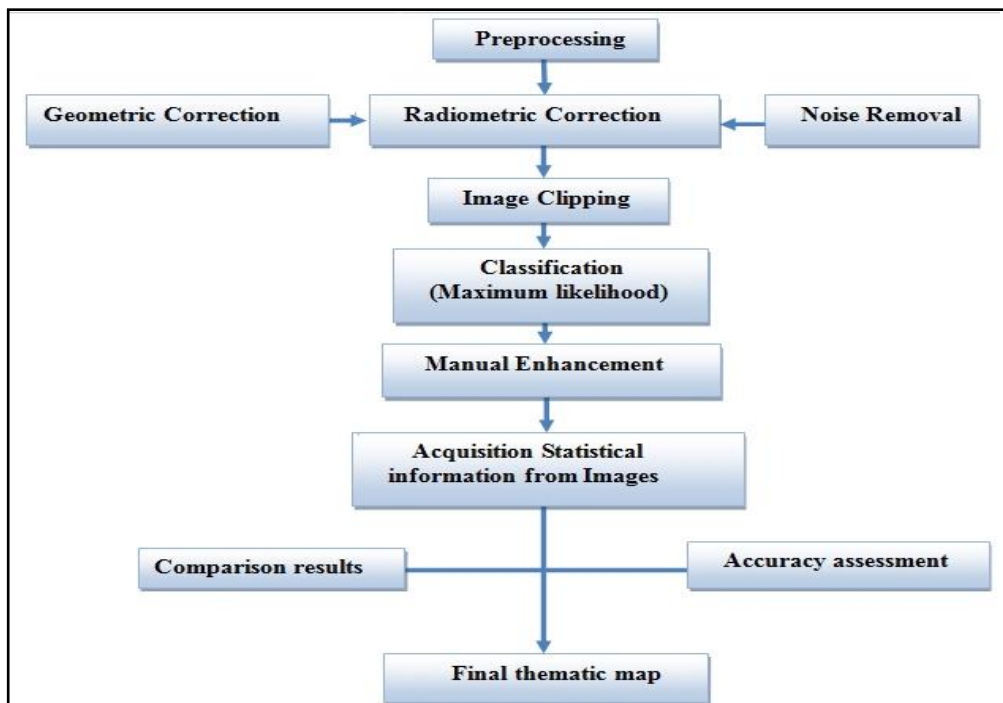 Preprocessing
Geometric Correction
Radiometric Correction
Noise Removal
Image Clipping
Classification
(Maximum likelihood)
Manual Enhancement
Acquisition Statistical
information from Images
Comparison results
Accuracy assessment
Final thematic map